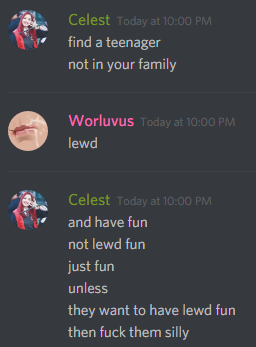 Celest Today at 10:00 PM
find a teenager
not in your family
Worluvus Today at 10:00 PM
lewd
Celest Today at 10:00 PM
and have fun
not lewd fun
just fun
unless
they want to have lewd fun
then fuck them silly